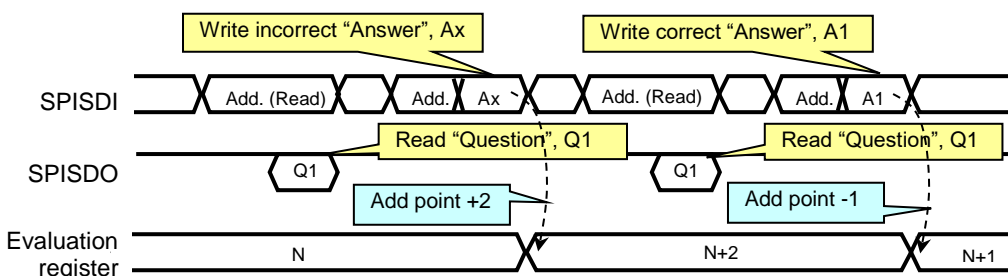 Write incorrect “Answer”, Ax
Write correct “Answer”, A1
SPISDI
Add. (Read)
Add.
Ax
Add. (Read)
Add.
A1
Read “Question”, Q1
Read “Question”, Q1
SPISDO
Q1
Q1
Add point +2
Add point -1
Evaluation
register
N
N+2
N+1